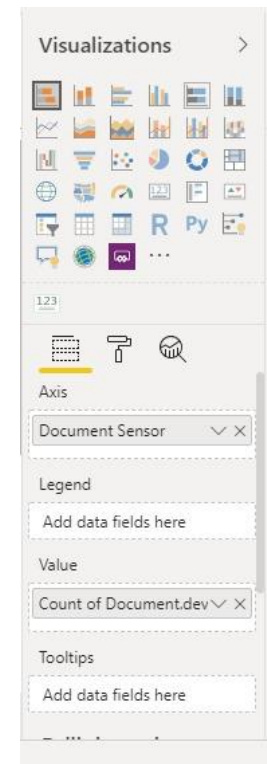 Visualizations
R Py
123
Axis
Document Sensor
Legend
Add data fields here
Value
Count of Document.dev
Tooltips
Add data fields here